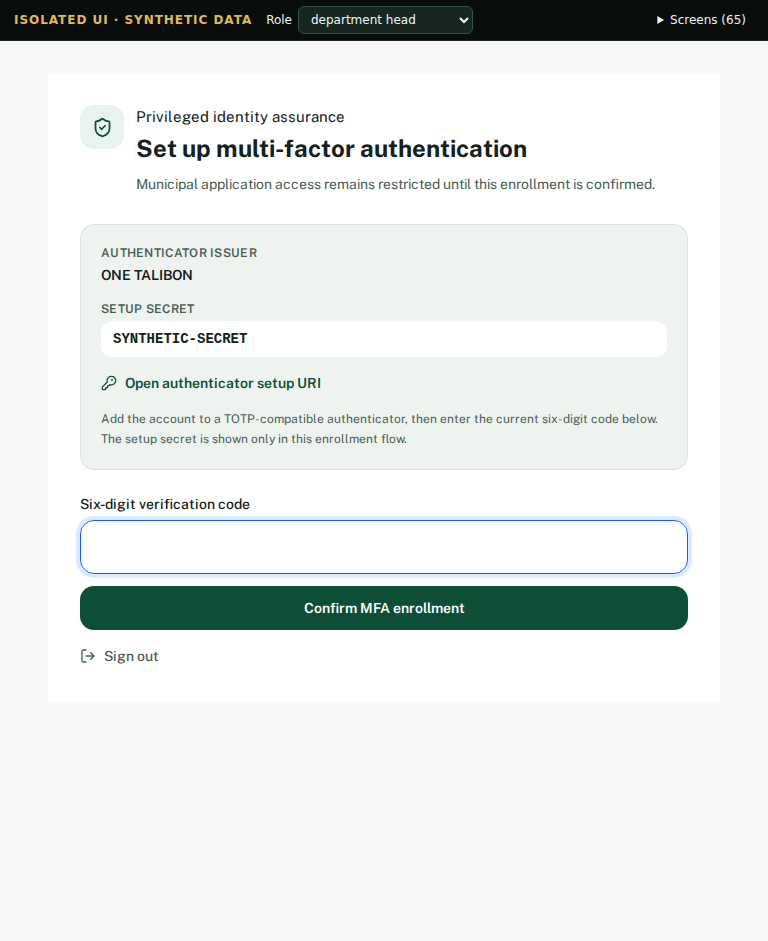 ISOLATED UI · SYNTHETIC DATA Role department head ▶ Screens (65)
Privileged identity assurance
Set up multi-factor authentication
Municipal application access remains restricted until this enrollment is confirmed.
AUTHENTICATOR ISSUER
ONE TALIBON
SETUP SECRET
SYNTHETIC-SECRET
Open authenticator setup URI
Add the account to a TOTP-compatible authenticator, then enter the current six-digit code below.
The setup secret is shown only in this enrollment flow.
Six-digit verification code
Confirm MFA enrollment
Sign out